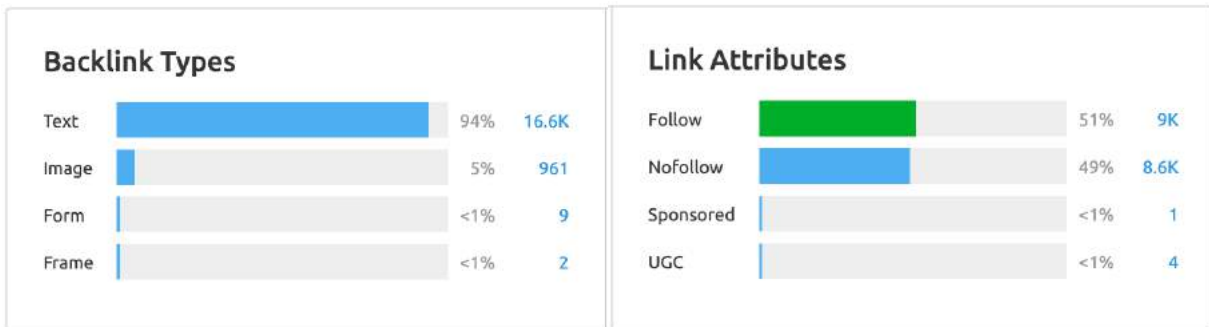 Backlink Types
Text 94% 16.6K
Image 5% 961
Form <1% 9
Frame <1% 2
Link Attributes
Follow 51% 9K
Nofollow 49% 8.6K
Sponsored <1% 1
UGC <1% 4